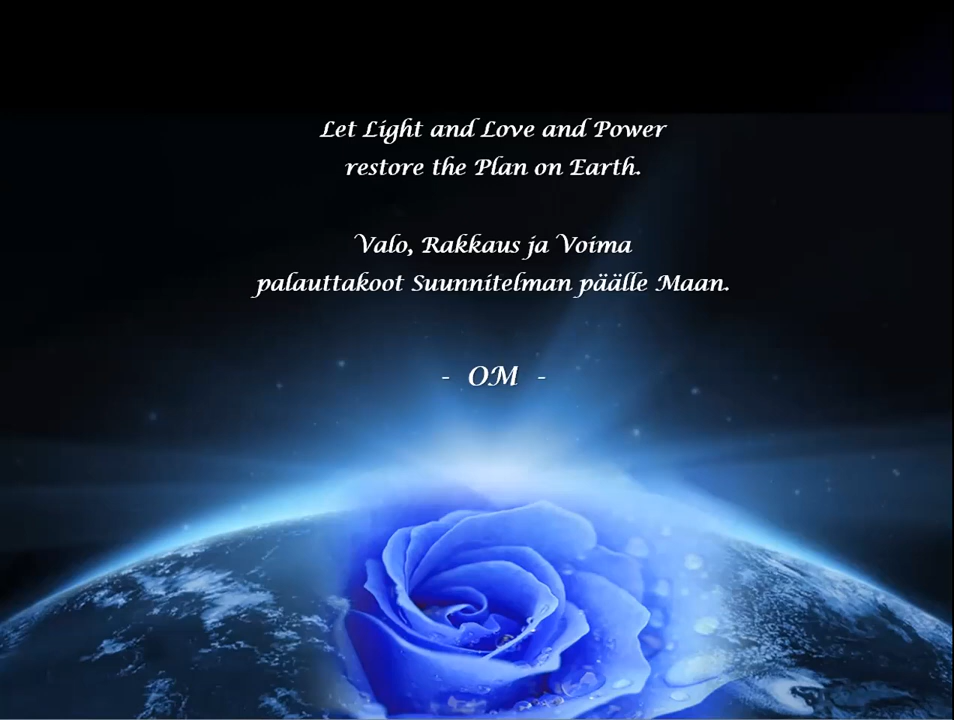 Let Light and Love and Power
restore the Plan on Earth.
Valo, Rakkaus ja Voima
palauttakoot Suunnitelman päälle Maan.
- OM -